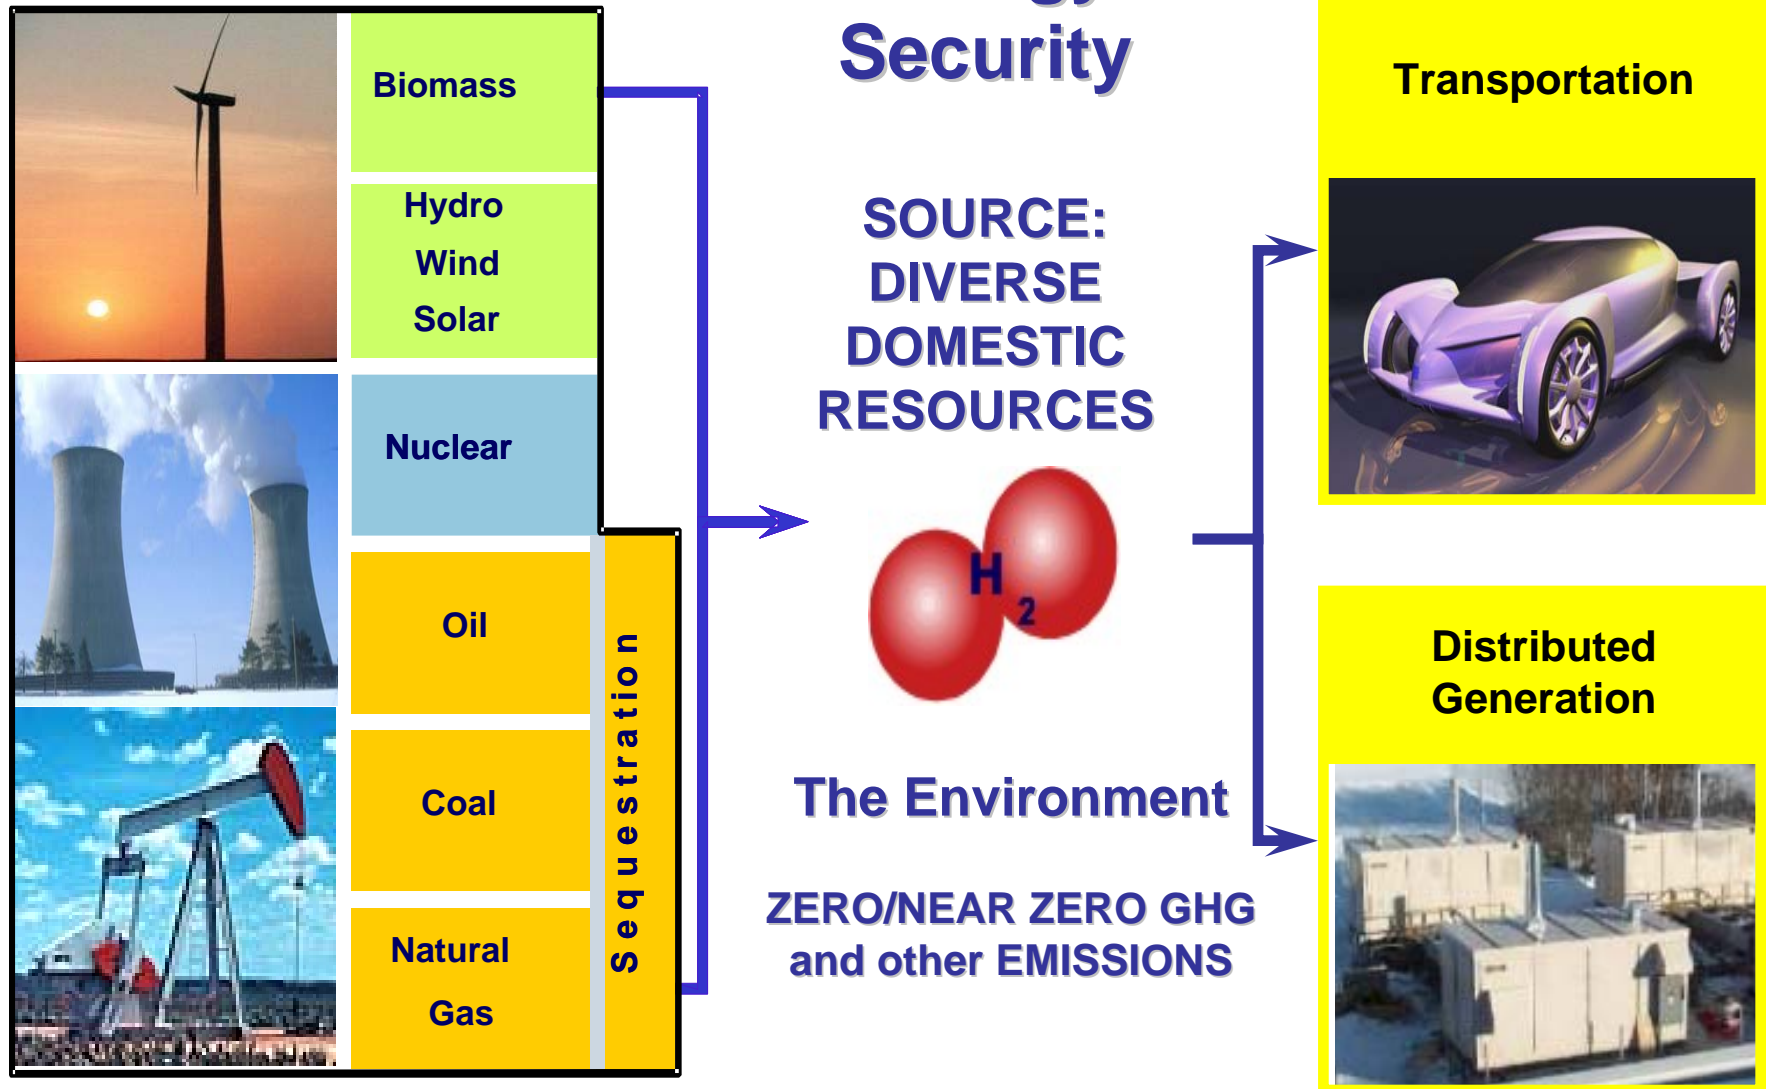 Biomass
Hydro
Wind
Solar
Nuclear
Oil
Coal
Natural
Gas
Sequestration
Security
SOURCE:
DIVERSE
DOMESTIC
RESOURCES
H
2
The Environment
ZERO/NEAR ZERO GHG
and other EMISSIONS
Transportation
Distributed
Generation